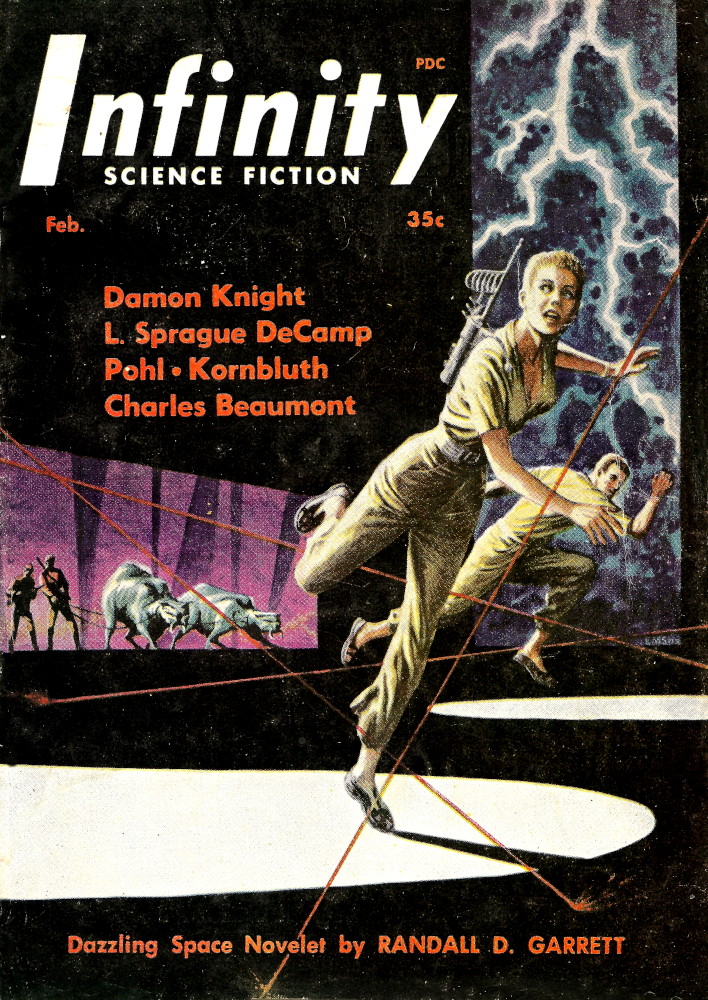 PDC
Infinity
SCIENCE FICTION
Feb. 35c
Damon Knight
L. Sprague DeCamp
Pohl • Kornbluth
Charles Beaumont
Dazzling Space Novelet by RANDALL D. GARRETT